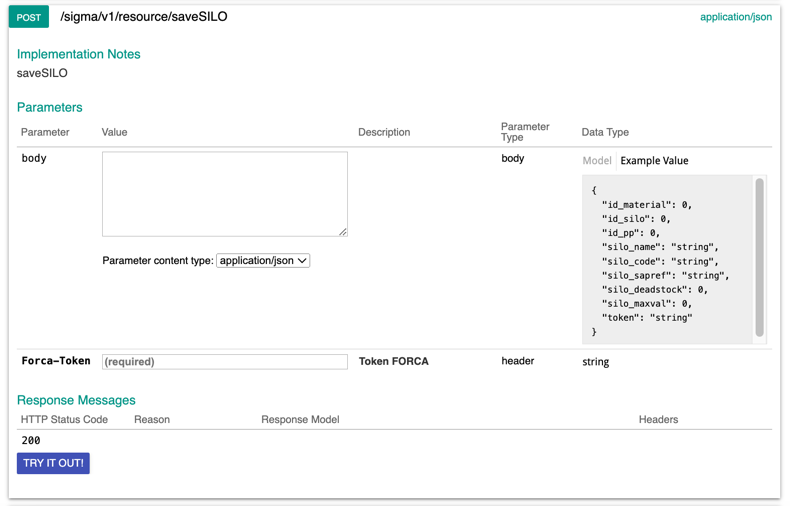 POST /sigma/v1/resource/saveSILO application/json
Implementation Notes
saveSILO
Parameters
Parameter Value Description Parameter Type Data Type
body body Model Example Value
{
"id_material": 0,
"id_silo": 0,
"id_pp": 0,
"silo_name": "string",
"silo_code": "string",
"silo_sapref": "string",
"silo_deadstock": 0,
"silo_maxval": 0,
"token": "string"
}
Parameter content type: application/json
Forca-Token (required) Token FORCA header string
Response Messages
HTTP Status Code Reason Response Model Headers
200
TRY IT OUT!